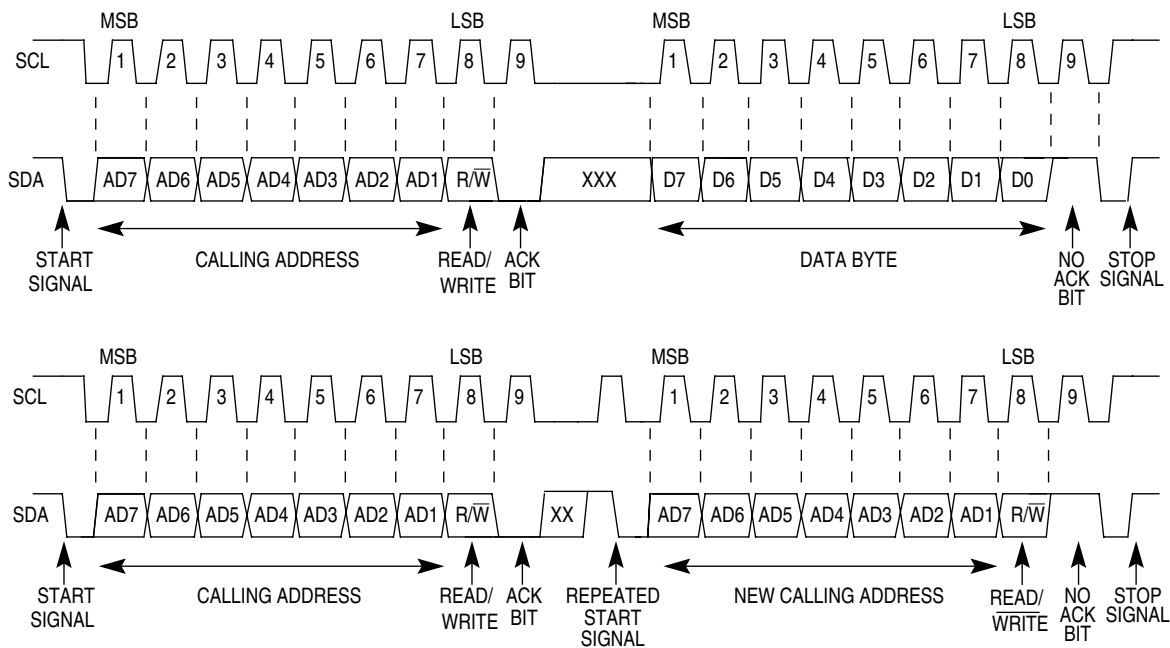 MSB LSB MSB LSB
SCL 1 2 3 4 5 6 7 8 9 1 2 3 4 5 6 7 8 9
SDA AD7 AD6 AD5 AD4 AD3 AD2 AD1 R/W XXX D7 D6 D5 D4 D3 D2 D1 D0
START CALLING ADDRESS READ/ ACK DATA BYTE NO STOP
SIGNAL WRITE BIT ACK SIGNAL
BIT
MSB LSB MSB LSB
SCL 1 2 3 4 5 6 7 8 9 1 2 3 4 5 6 7 8 9
SDA AD7 AD6 AD5 AD4 AD3 AD2 AD1 R/W XX AD7 AD6 AD5 AD4 AD3 AD2 AD1 R/W
START CALLING ADDRESS READ/ ACK REPEATED NEW CALLING ADDRESS READ/ NO STOP
SIGNAL WRITE BIT START WRITE ACK SIGNAL
SIGNAL BIT